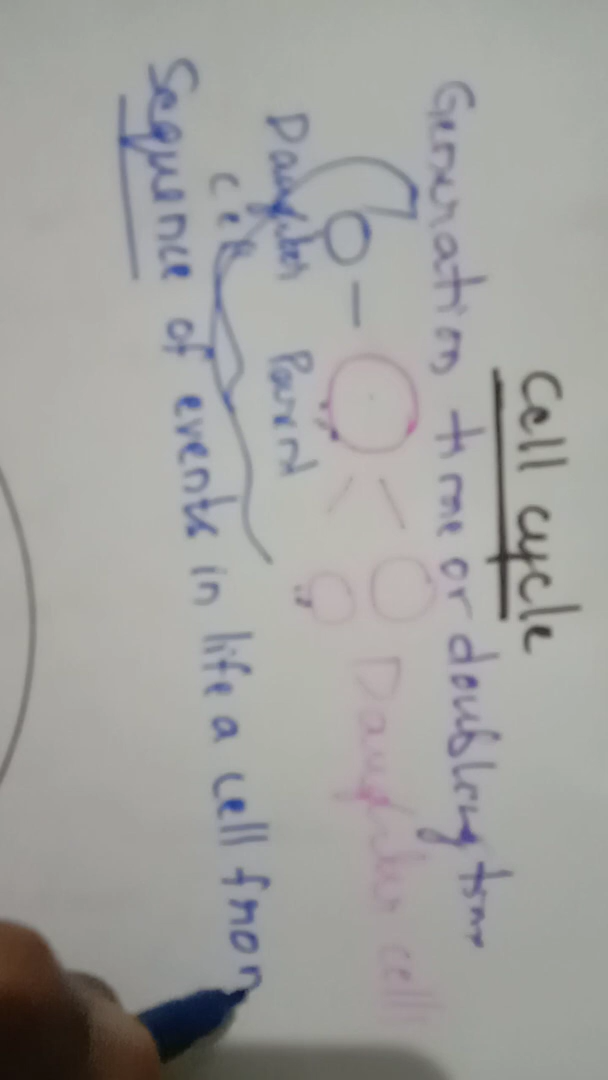 Cell cycle
Generation time or doubling time
Daughter Parent Daughter cells
cell
Sequence of events in life a cell from